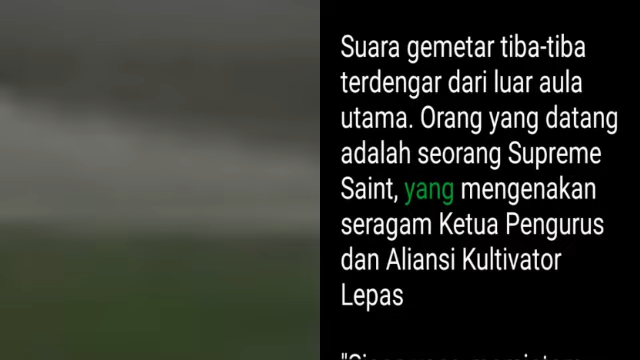 Suara gemetar tiba-tiba
terdengar dari luar aula
utama. Orang yang datang
adalah seorang Supreme
Saint, yang mengenakan
seragam Ketua Pengurus
dan Aliansi Kultivator
Lepas